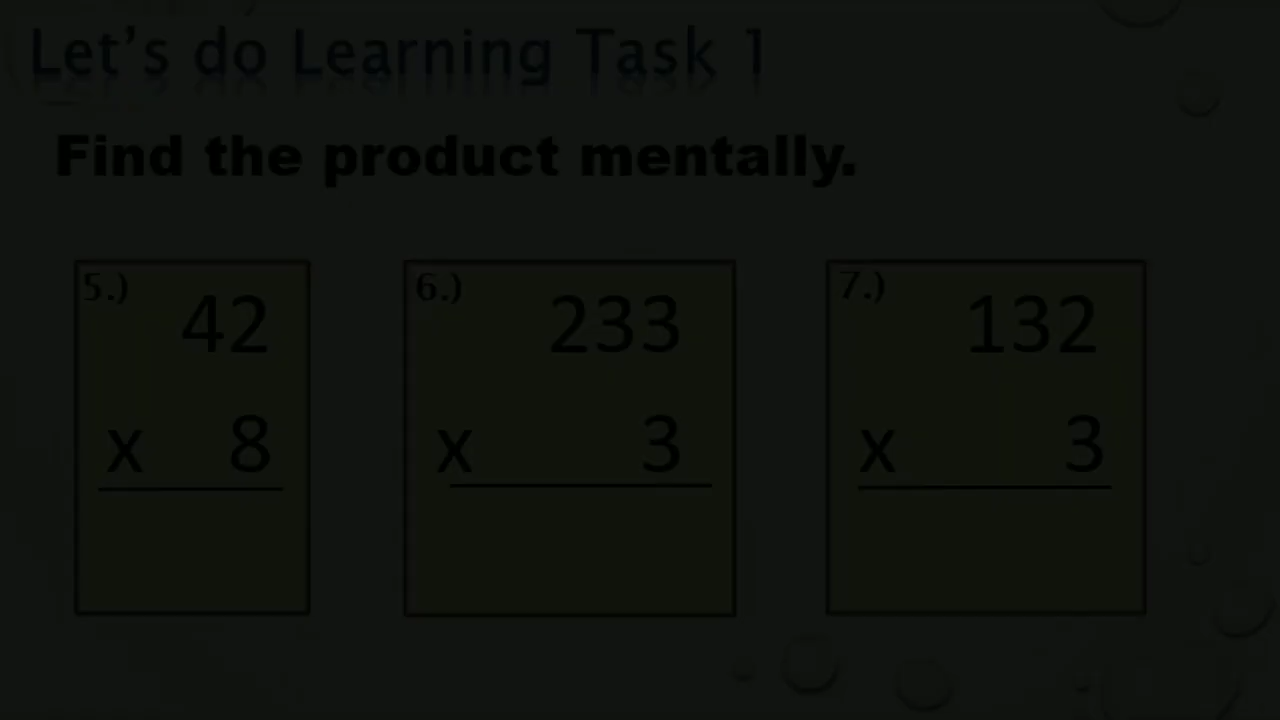 Let's do Learning Task 1
Find the product mentally.
5.) 42
x 8
6.) 233
x 3
7.) 132
x 3